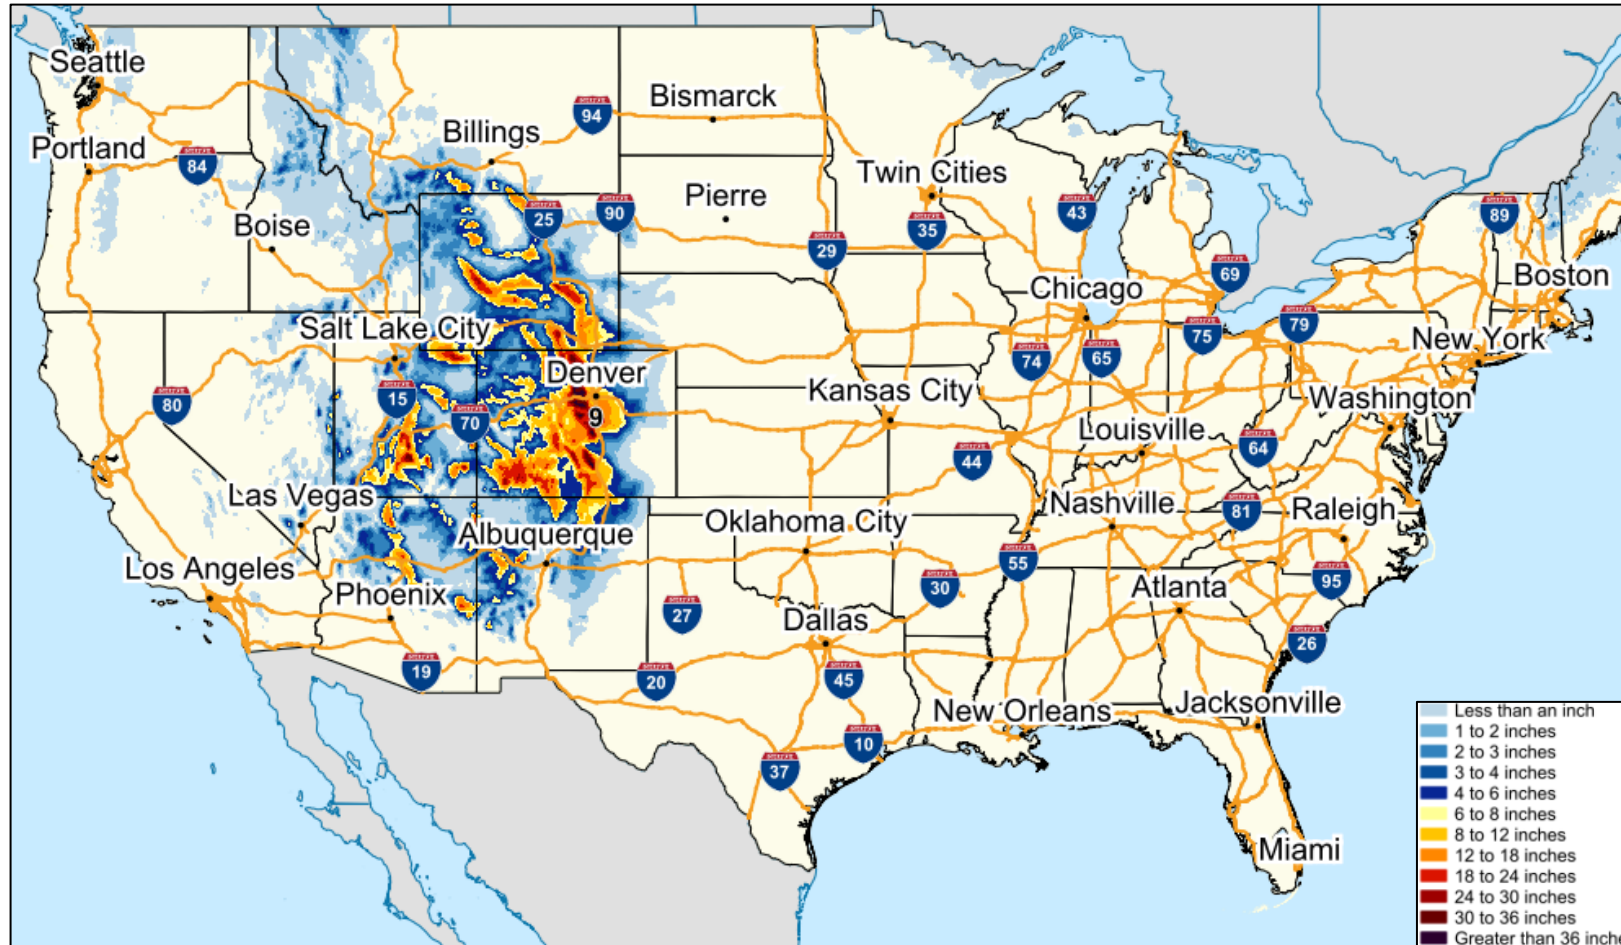 Seattle
Portland
84
Boise
Billings
94
Bismarck
Pierre
25
90
Twin Cities
35
29
43
69
89
Boston
Chicago
79
75
New York
74
65
Salt Lake City
Denver
9
80
15
70
Kansas City
Washington
Louisville
64
44
Las Vegas
Albuquerque
Oklahoma City
Nashville
81
Raleigh
55
30
95
Los Angeles
Phoenix
27
Dallas
Atlanta
26
19
20
45
New Orleans
Jacksonville
10
37
Miami
Less than an inch
1 to 2 inches
2 to 3 inches
3 to 4 inches
4 to 6 inches
6 to 8 inches
8 to 12 inches
12 to 18 inches
18 to 24 inches
24 to 30 inches
30 to 36 inches
Greater than 36 inch